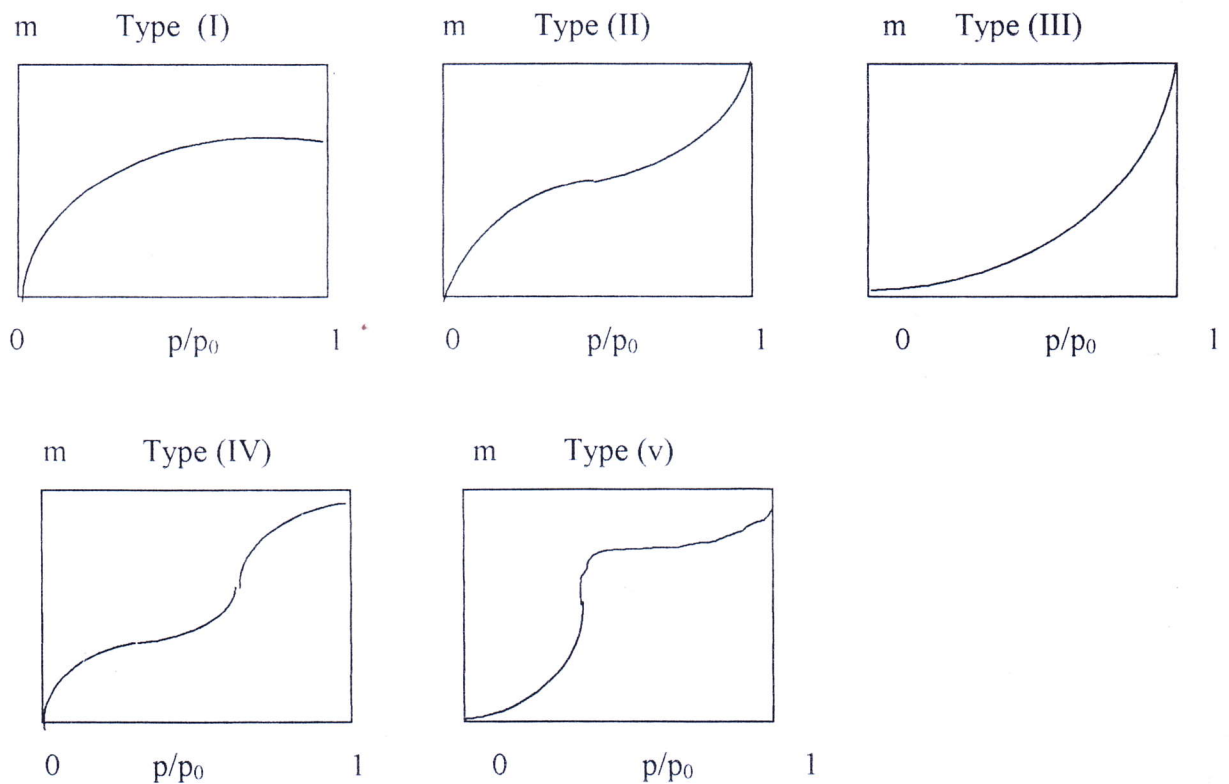 m Type (I) m Type (II) m Type (III)
0 p/p₀ 1 0 p/p₀ 1 0 p/p₀ 1
m Type (IV) m Type (v)
0 p/p₀ 1 0 p/p₀ 1